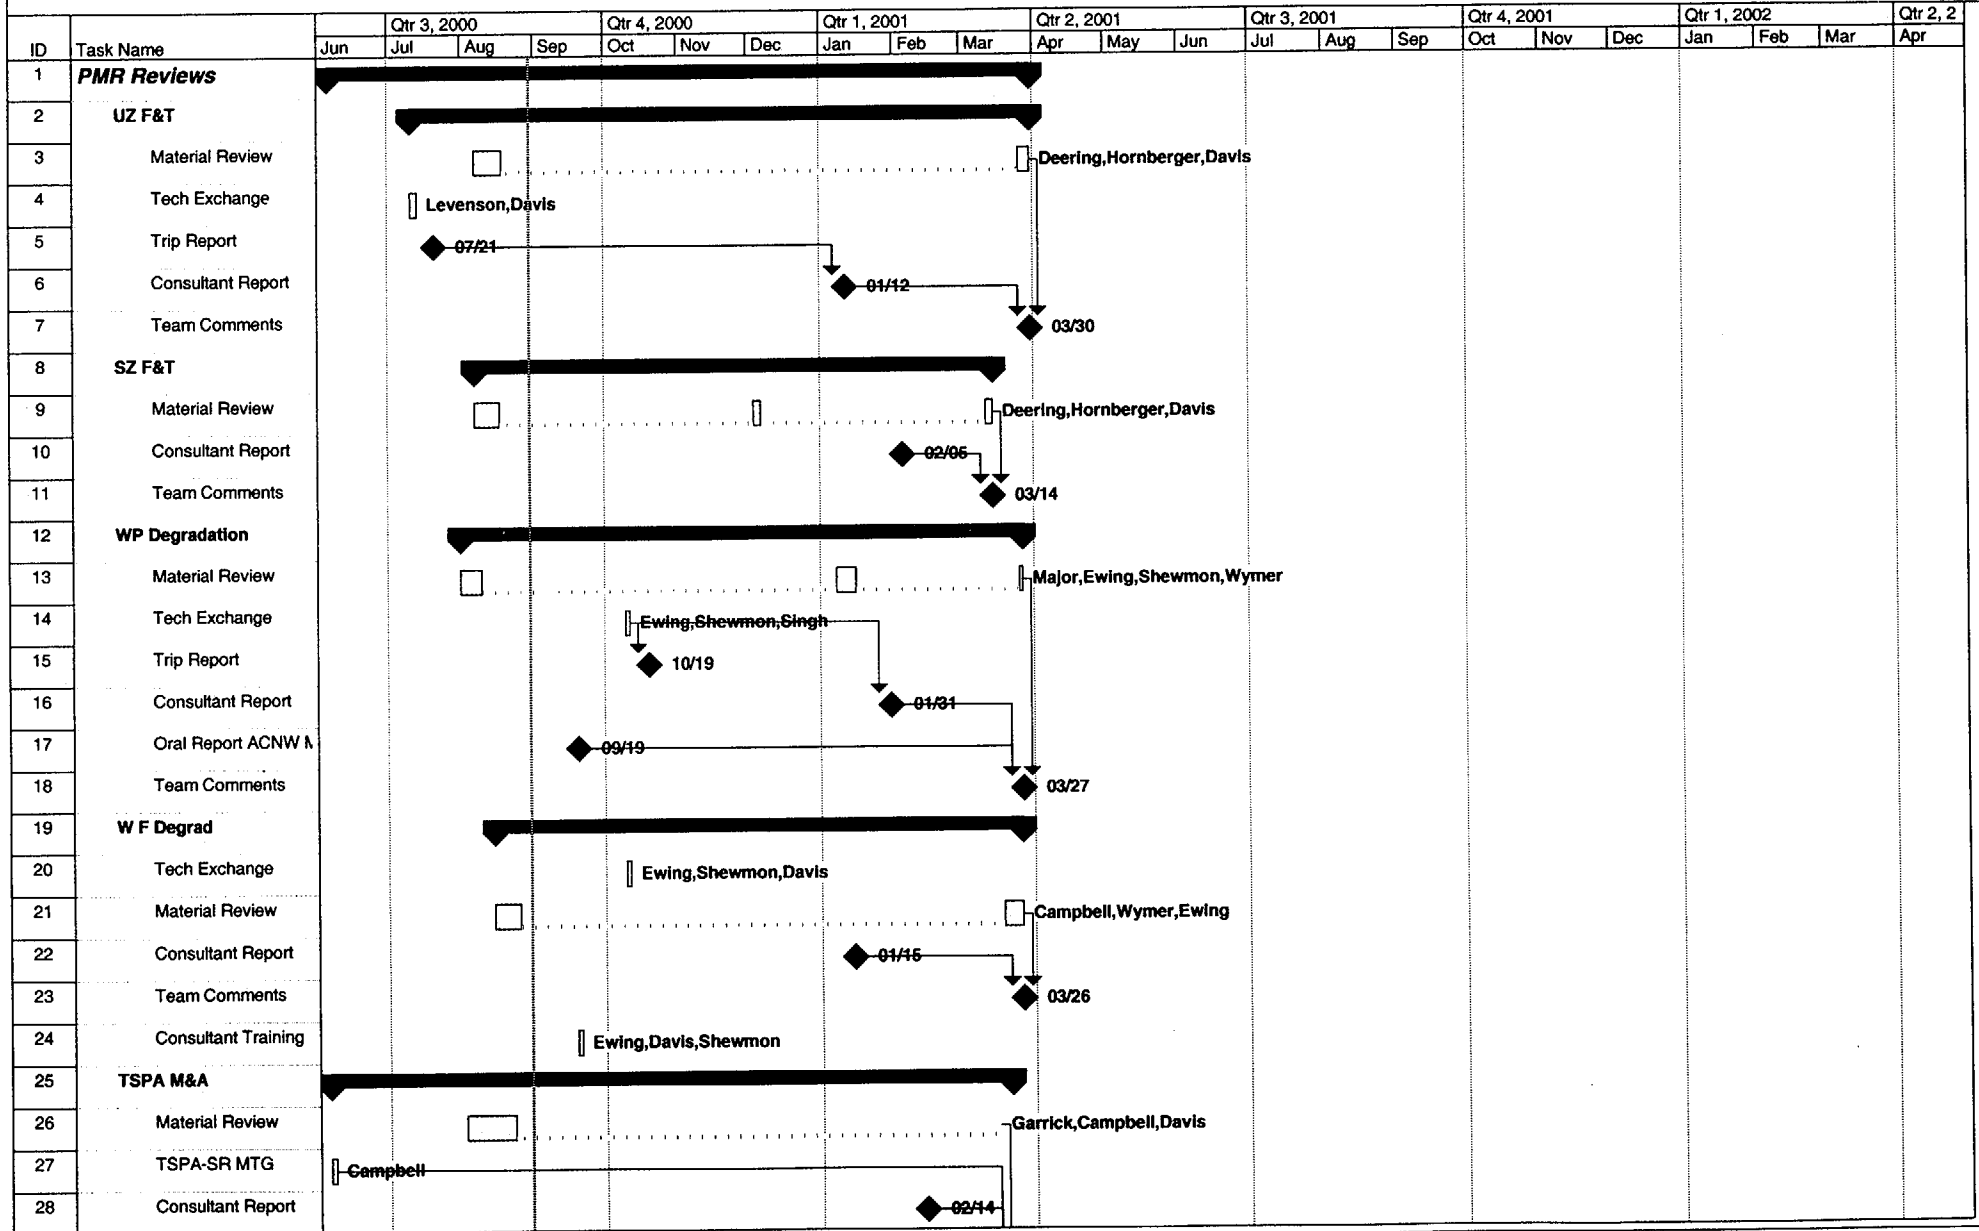 Qtr 3, 2000 Qtr 4, 2000 Qtr 1, 2001 Qtr 2, 2001 Qtr 3, 2001 Qtr 4, 2001 Qtr 1, 2002 Qtr 2, 2
ID Task Name Jun Jul Aug Sep Oct Nov Dec Jan Feb Mar Apr May Jun Jul Aug Sep Oct Nov Dec Jan Feb Mar Apr
1 PMR Reviews
2 UZ F&T
3 Material Review Deering,Hornberger,Davis
4 Tech Exchange Levenson,Davis
5 Trip Report 07/21
6 Consultant Report 01/12
7 Team Comments 03/30
8 SZ F&T
9 Material Review Deering,Hornberger,Davis
10 Consultant Report 02/05
11 Team Comments 03/14
12 WP Degradation
13 Material Review Major,Ewing,Shewmon,Wymer
14 Tech Exchange Ewing,Shewmon,Singh
15 Trip Report 10/19
16 Consultant Report 01/31
17 Oral Report ACNW 09/19
18 Team Comments 03/27
19 W F Degrad
20 Tech Exchange Ewing,Shewmon,Davis
21 Material Review Campbell,Wymer,Ewing
22 Consultant Report 01/15
23 Team Comments 03/26
24 Consultant Training Ewing,Davis,Shewmon
25 TSPA M&A
26 Material Review Garrick,Campbell,Davis
27 TSPA-SR MTG Campbell
28 Consultant Report 02/14